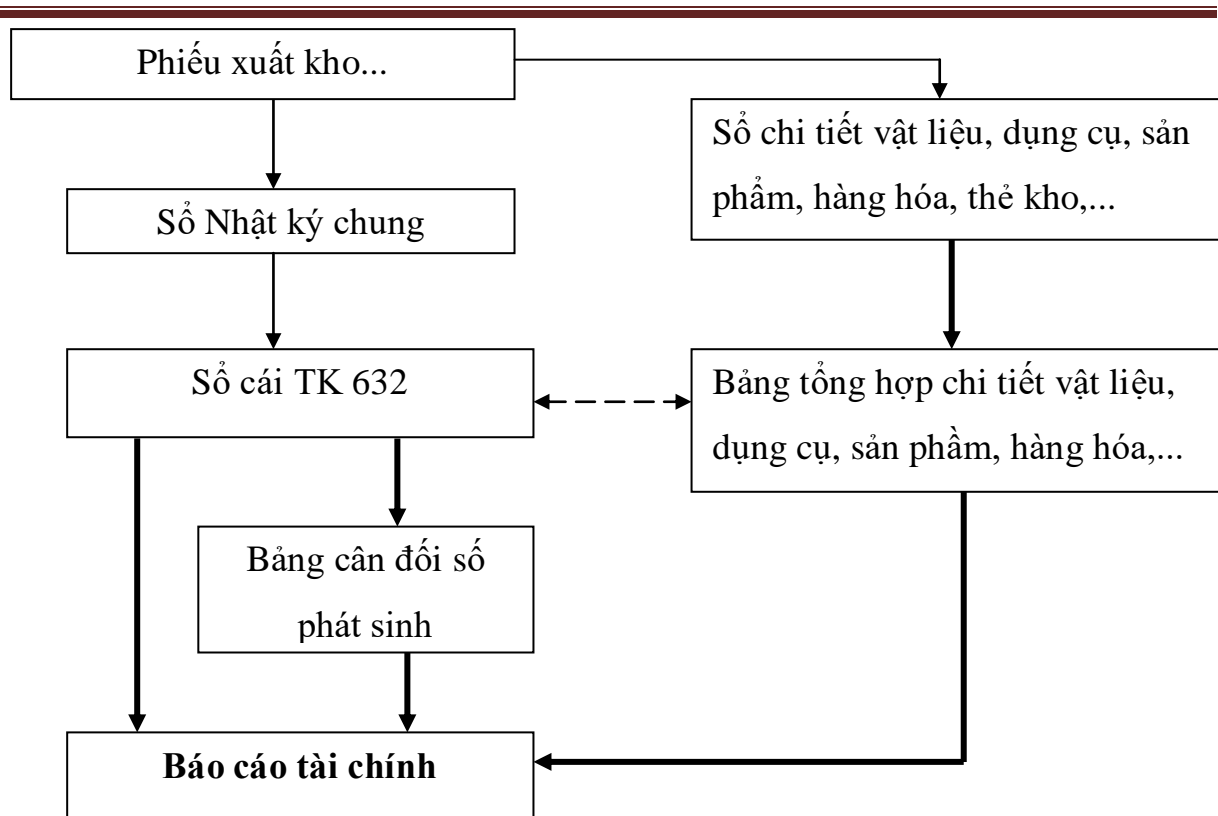 Phiếu xuất kho...
Sổ chi tiết vật liệu, dụng cụ, sản
phẩm, hàng hóa, thẻ kho,...
Sổ Nhật ký chung
Sổ cái TK 632
Bảng tổng hợp chi tiết vật liệu,
dụng cụ, sản phầm, hàng hóa,...
Bảng cân đối số
phát sinh
Báo cáo tài chính